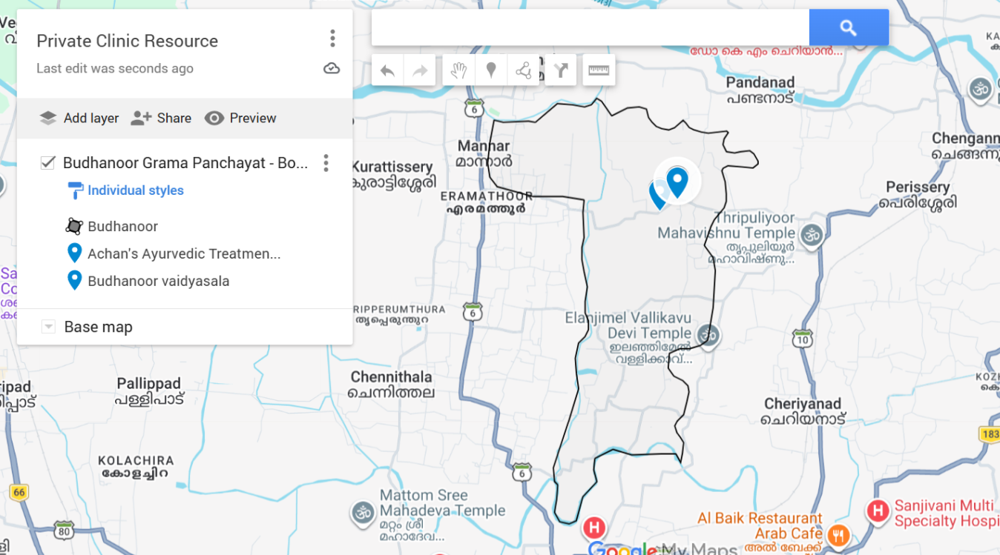 Private Clinic Resource
Last edit was seconds ago
Add layer
Share
Preview
Budhanoor Grama Panchayat - Bo...
Individual styles
Budhanoor
Achan's Ayurvedic Treatmen...
Budhanoor vaidyasala
Base map
ഡോ കെ എം ചെറിയാൻ...
Pandanad
പണ്ടനാട്
6
Mannar
മാന്നാർ
Kurattissery
കുരാട്ടിശ്ശേരി
ERAMATHOOR
എരമത്തൂർ
Perissery
പെരിശ്ശേരി
Thripuliyoor
Mahavishnu Temple
തൃപ്പുലിയൂർ
മഹാവിഷ്ണു...
RIPPERUMTHURA
തൃപ്പെരുന്തുറ
6
Elanjimel Vallikavu
Devi Temple
ഇലഞ്ഞിമേൽ
വള്ളിക്കാവ്...
10
Pallippad
പള്ളിപാട്
Chennithala
ചെന്നിത്തല
Cheriyanad
ചെറിയനാട്
183
KOLACHIRA
കോളച്ചിറ
6
66
80
Mattom Sree
Mahadeva Temple
മറ്റം ശ്രീ
മഹാദേവ...
H
H
Sanjivani Multi
Specialty Hospi
Al Baik Restaurant
Arab Cafe
അൽ ബേക്ക്
Google My Maps